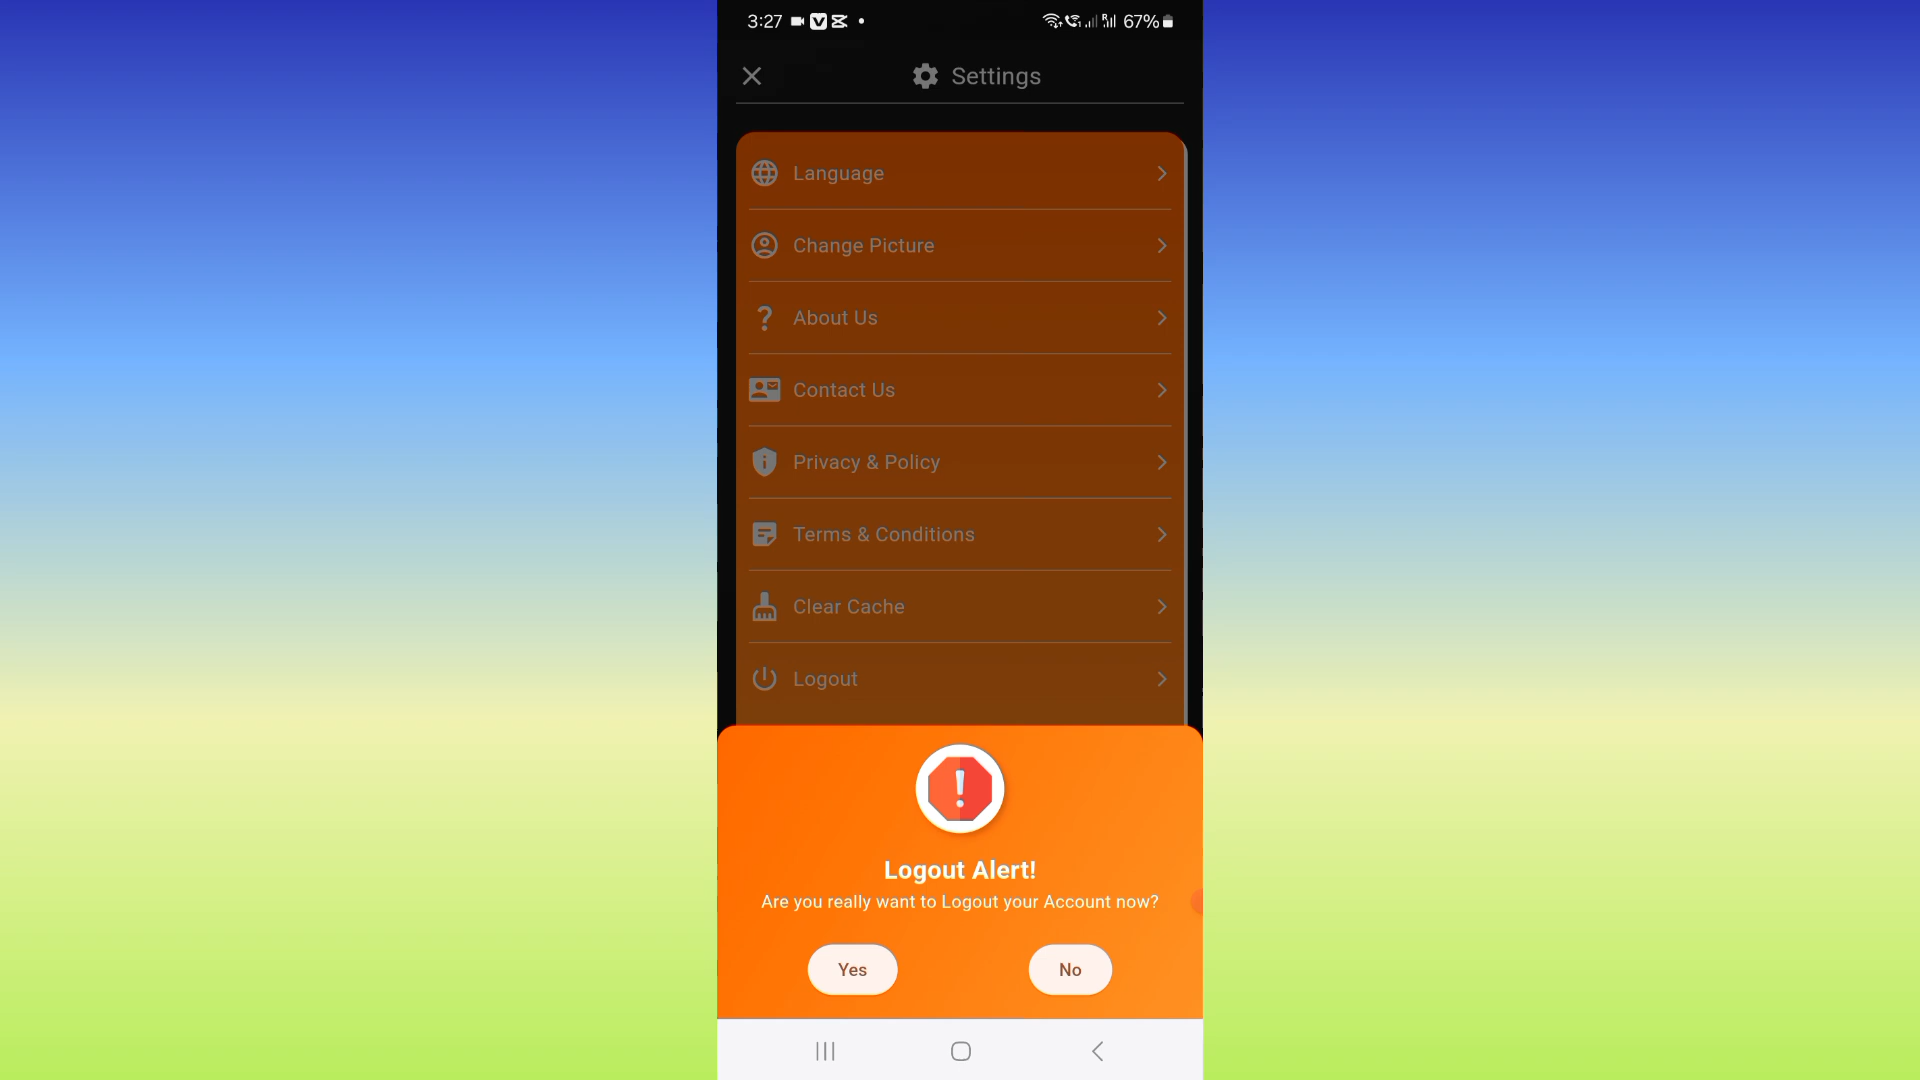 3:27 67%
Settings
Language
Change Picture
About Us
Contact Us
Privacy & Policy
Terms & Conditions
Clear Cache
Logout
Logout Alert!
Are you really want to Logout your Account now?
Yes No